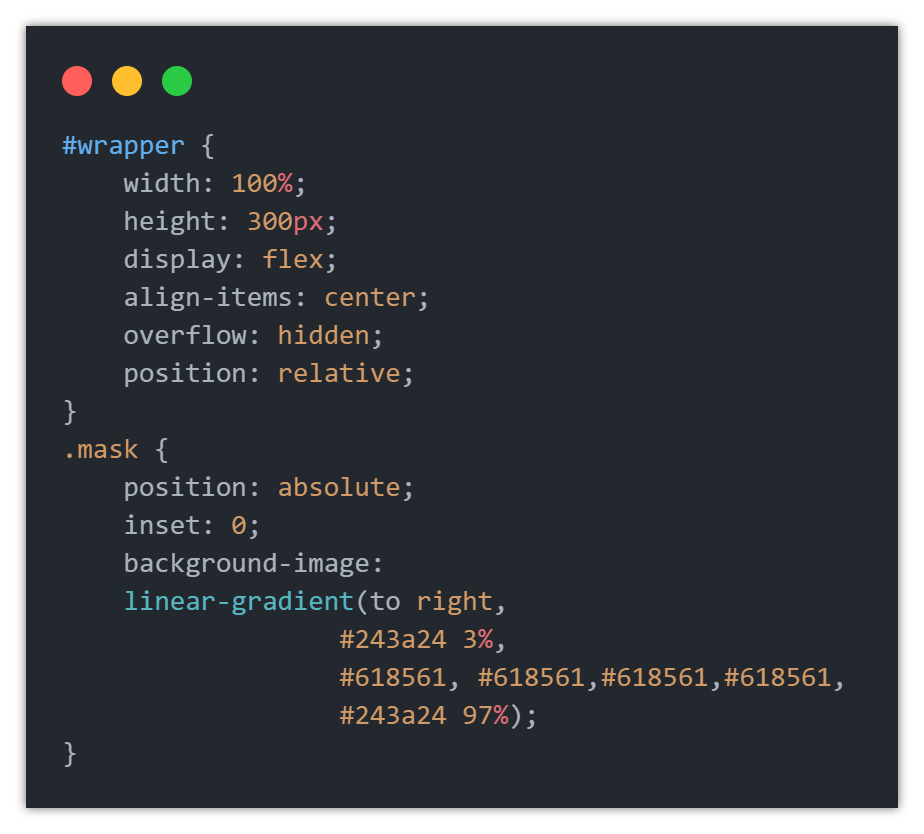 #wrapper {
    width: 100%;
    height: 300px;
    display: flex;
    align-items: center;
    overflow: hidden;
    position: relative;
}
.mask {
    position: absolute;
    inset: 0;
    background-image:
    linear-gradient(to right,
                  #243a24 3%,
                  #618561, #618561,#618561,#618561,
                  #243a24 97%);
}